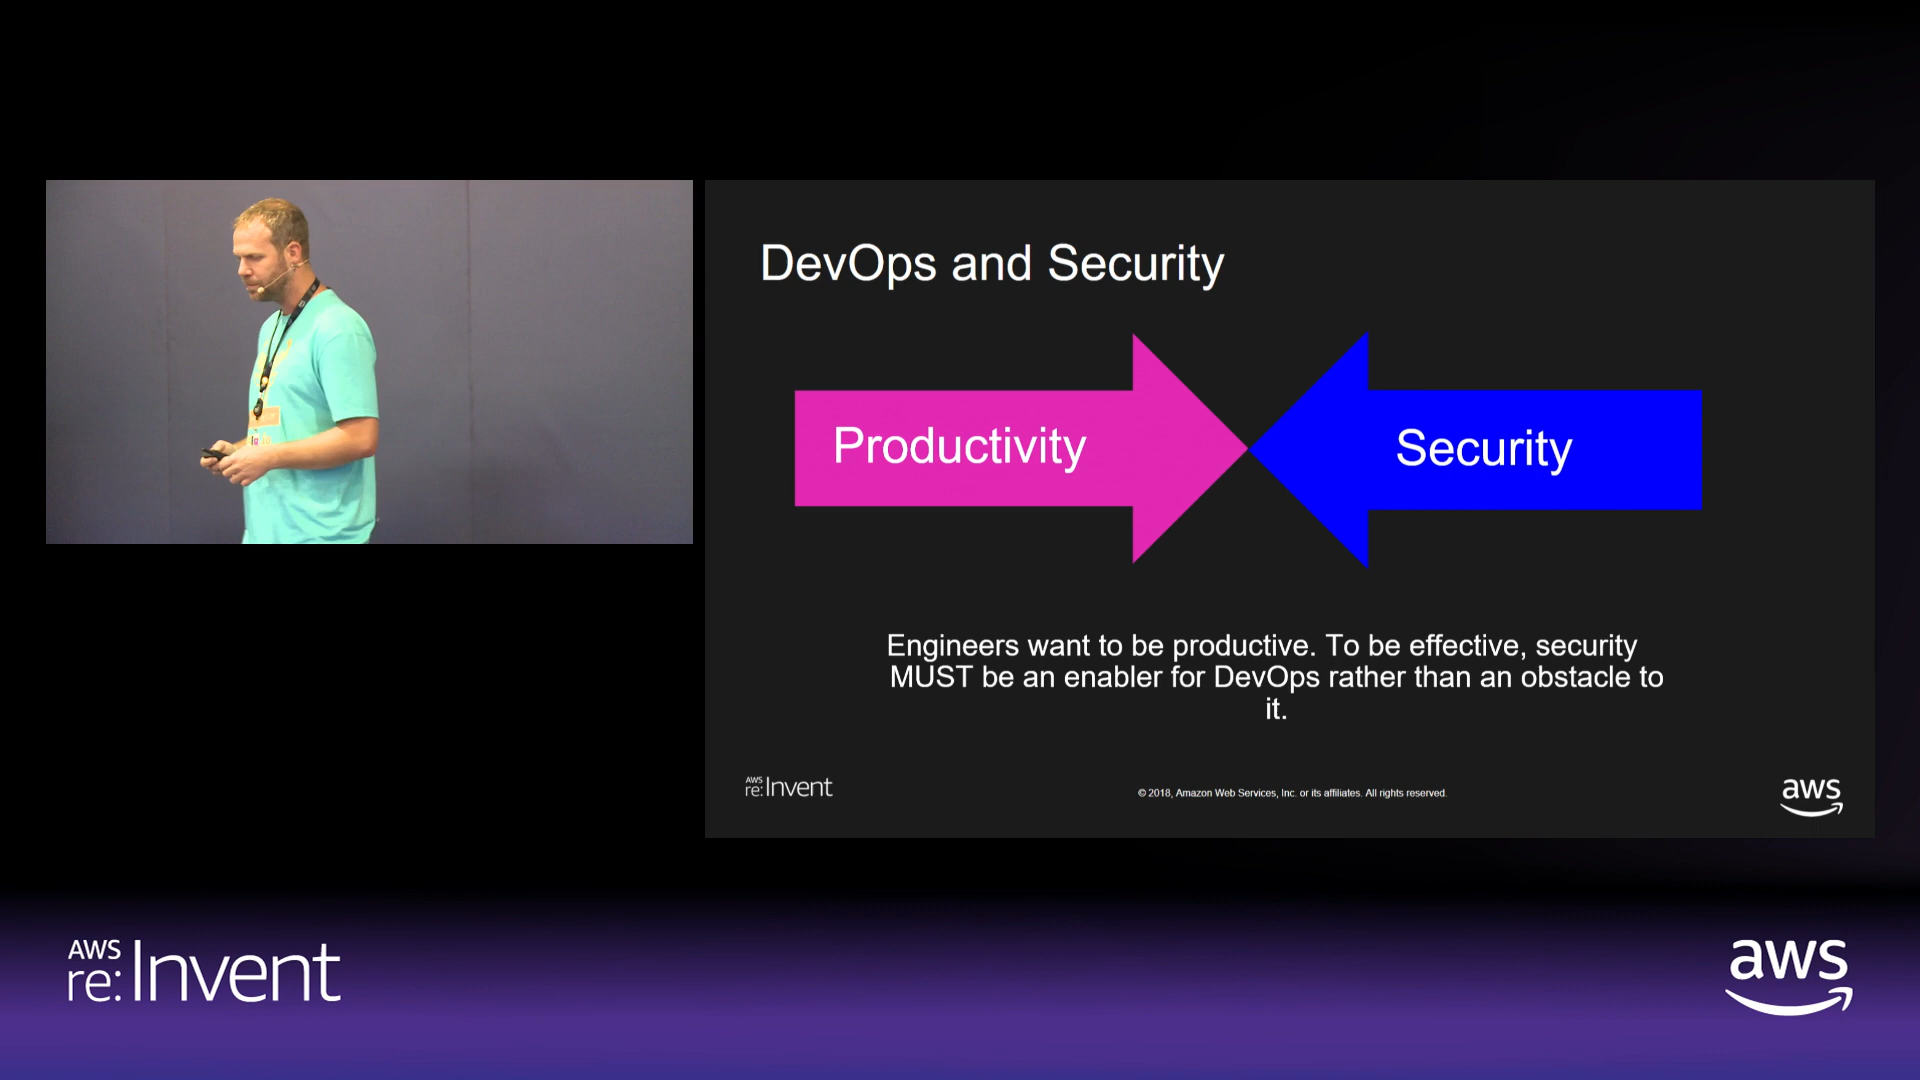 DevOps and Security
Productivity
Security
Engineers want to be productive. To be effective, security
MUST be an enabler for DevOps rather than an obstacle to
it.
AWS
re:Invent
© 2018, Amazon Web Services, Inc. or its affiliates. All rights reserved.
aws
AWS
re:Invent
aws